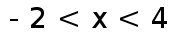 - 2 < x < 4